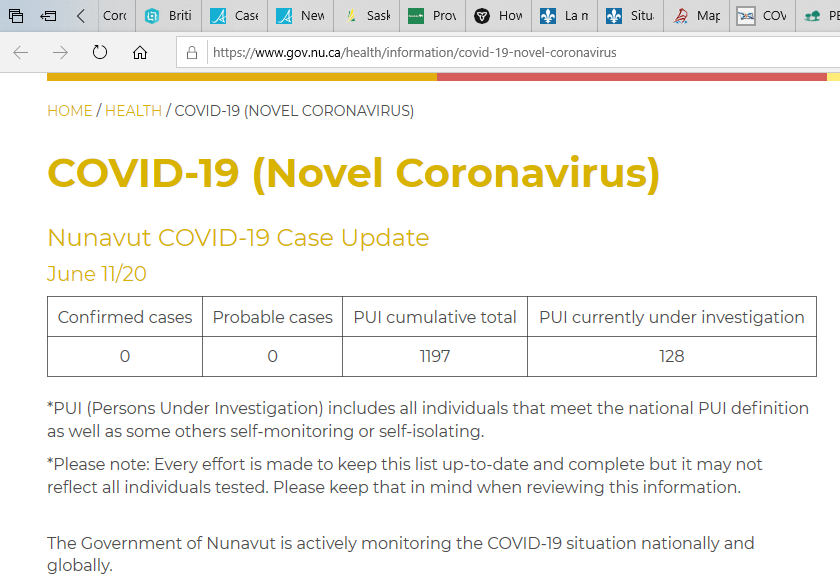 Coro Briti Case New Sask Prov How La m Situ Map COV PE
https://www.gov.nu.ca/health/information/covid-19-novel-coronavirus
HOME / HEALTH / COVID-19 (NOVEL CORONAVIRUS)
COVID-19 (Novel Coronavirus)
Nunavut COVID-19 Case Update
June 11/20
Confirmed cases Probable cases PUI cumulative total PUI currently under investigation
0 0 1197 128
*PUI (Persons Under Investigation) includes all individuals that meet the national PUI definition
as well as some others self-monitoring or self-isolating.
*Please note: Every effort is made to keep this list up-to-date and complete but it may not
reflect all individuals tested. Please keep that in mind when reviewing this information.
The Government of Nunavut is actively monitoring the COVID-19 situation nationally and
globally.